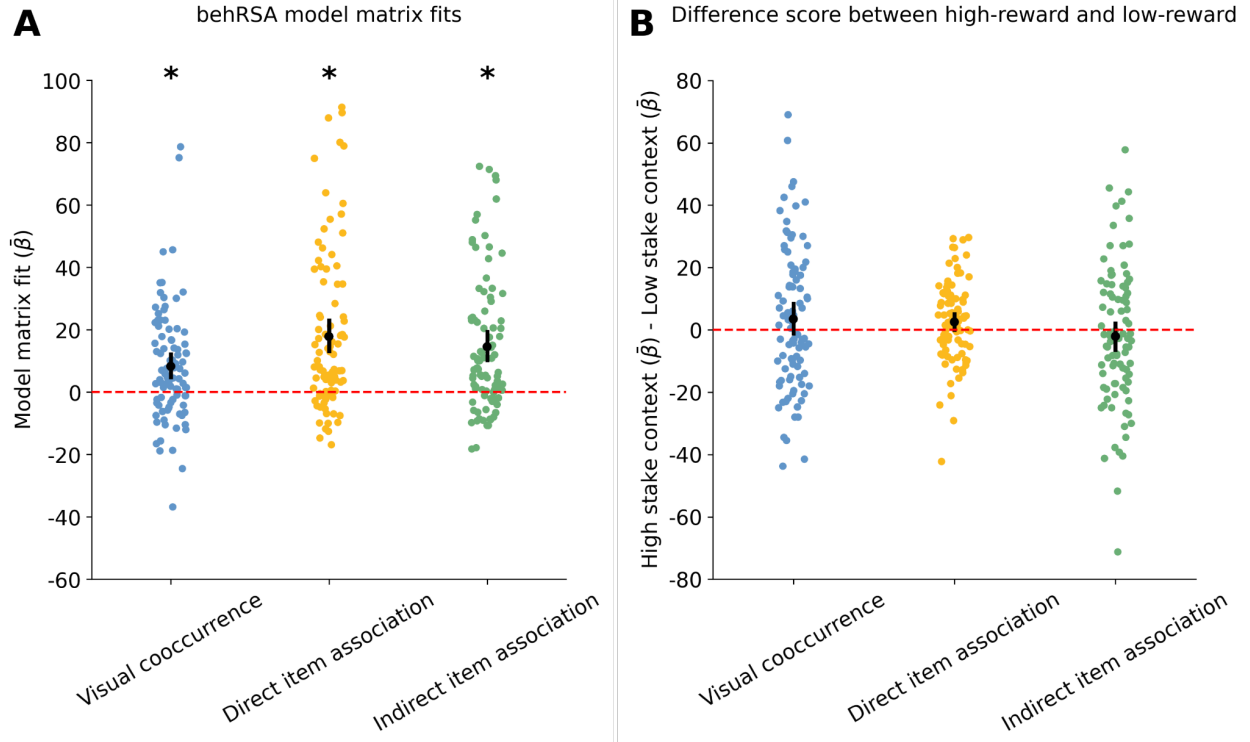 A
behRSA model matrix fits
* * *
Model matrix fit (β̄)
100
80
60
40
20
0
-20
-40
-60
Visual cooccurrence
Direct item association
Indirect item association
B
Difference score between high-reward and low-reward
High stake context (β̄) - Low stake context (β̄)
80
60
40
20
0
-20
-40
-60
-80
Visual cooccurrence
Direct item association
Indirect item association